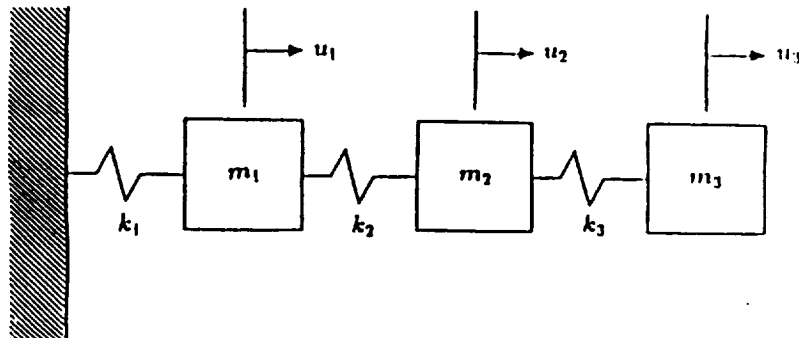 u₁ u₂ u₃
m₁ m₂ m₃
k₁ k₂ k₃